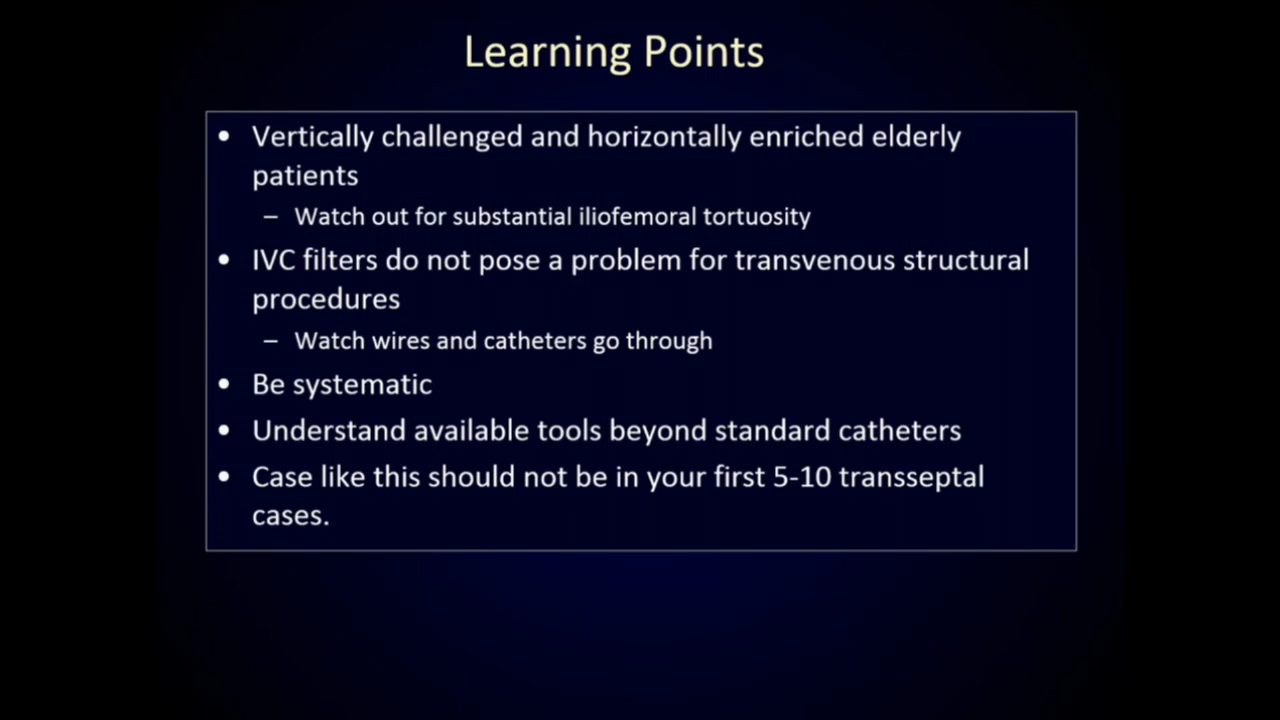 Learning Points
• Vertically challenged and horizontally enriched elderly
patients
– Watch out for substantial iliofemoral tortuosity
• IVC filters do not pose a problem for transvenous structural
procedures
– Watch wires and catheters go through
• Be systematic
• Understand available tools beyond standard catheters
• Case like this should not be in your first 5-10 transseptal
cases.